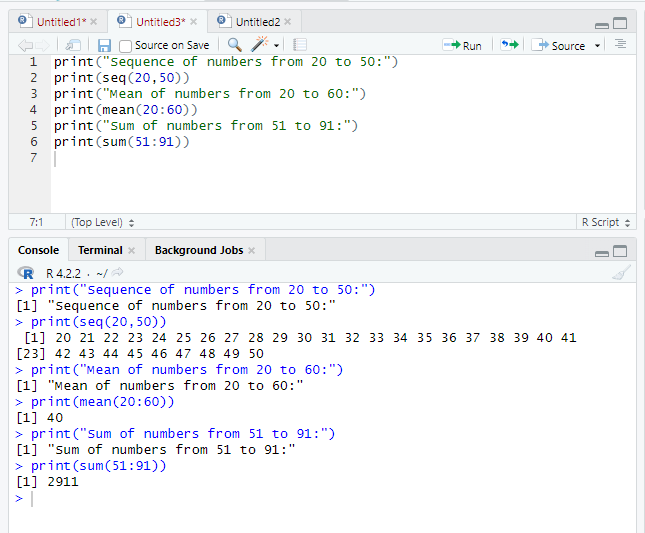 Untitled1* × Untitled3* × Untitled2 ×
Source on Save Run Source
1 print("Sequence of numbers from 20 to 50:")
2 print(seq(20,50))
3 print("Mean of numbers from 20 to 60:")
4 print(mean(20:60))
5 print("Sum of numbers from 51 to 91:")
6 print(sum(51:91))
7
7:1 (Top Level) R Script
Console Terminal × Background Jobs ×
R R 4.2.2 · ~/
> print("Sequence of numbers from 20 to 50:")
[1] "Sequence of numbers from 20 to 50:"
> print(seq(20,50))
[1] 20 21 22 23 24 25 26 27 28 29 30 31 32 33 34 35 36 37 38 39 40 41
[23] 42 43 44 45 46 47 48 49 50
> print("Mean of numbers from 20 to 60:")
[1] "Mean of numbers from 20 to 60:"
> print(mean(20:60))
[1] 40
> print("Sum of numbers from 51 to 91:")
[1] "Sum of numbers from 51 to 91:"
> print(sum(51:91))
[1] 2911
>